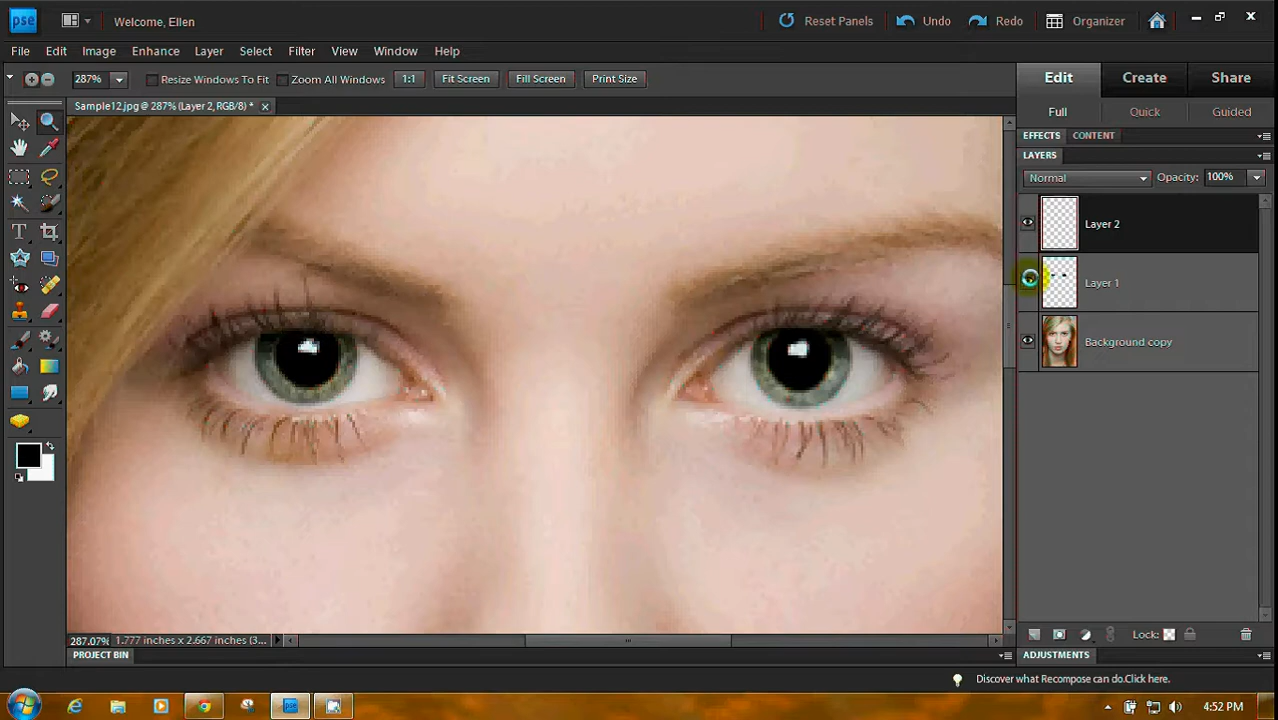 pse Welcome, Ellen Reset Panels Undo Redo Organizer
File Edit Image Enhance Layer Select Filter View Window Help
287% Resize Windows To Fit Zoom All Windows 1:1 Fit Screen Fill Screen Print Size
Edit Create Share
Sample12.jpg @ 287% (Layer 2, RGB/8) * x
Full Quick Guided
EFFECTS CONTENT
LAYERS
Normal Opacity: 100%
Layer 2
Layer 1
Background copy
T
287.07% 1.777 inches x 2.667 inches (3...
Lock:
PROJECT BIN ADJUSTMENTS
Discover what Recompose can do.Click here.
pse 4:52 PM